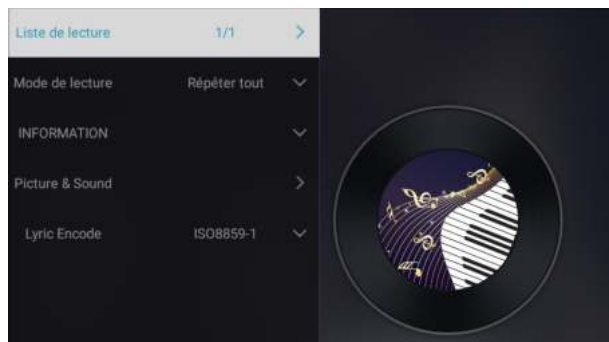 Liste de lecture 1/1
Mode de lecture Répéter tout
INFORMATION
Picture & Sound
Lyric Encode ISO8859-1